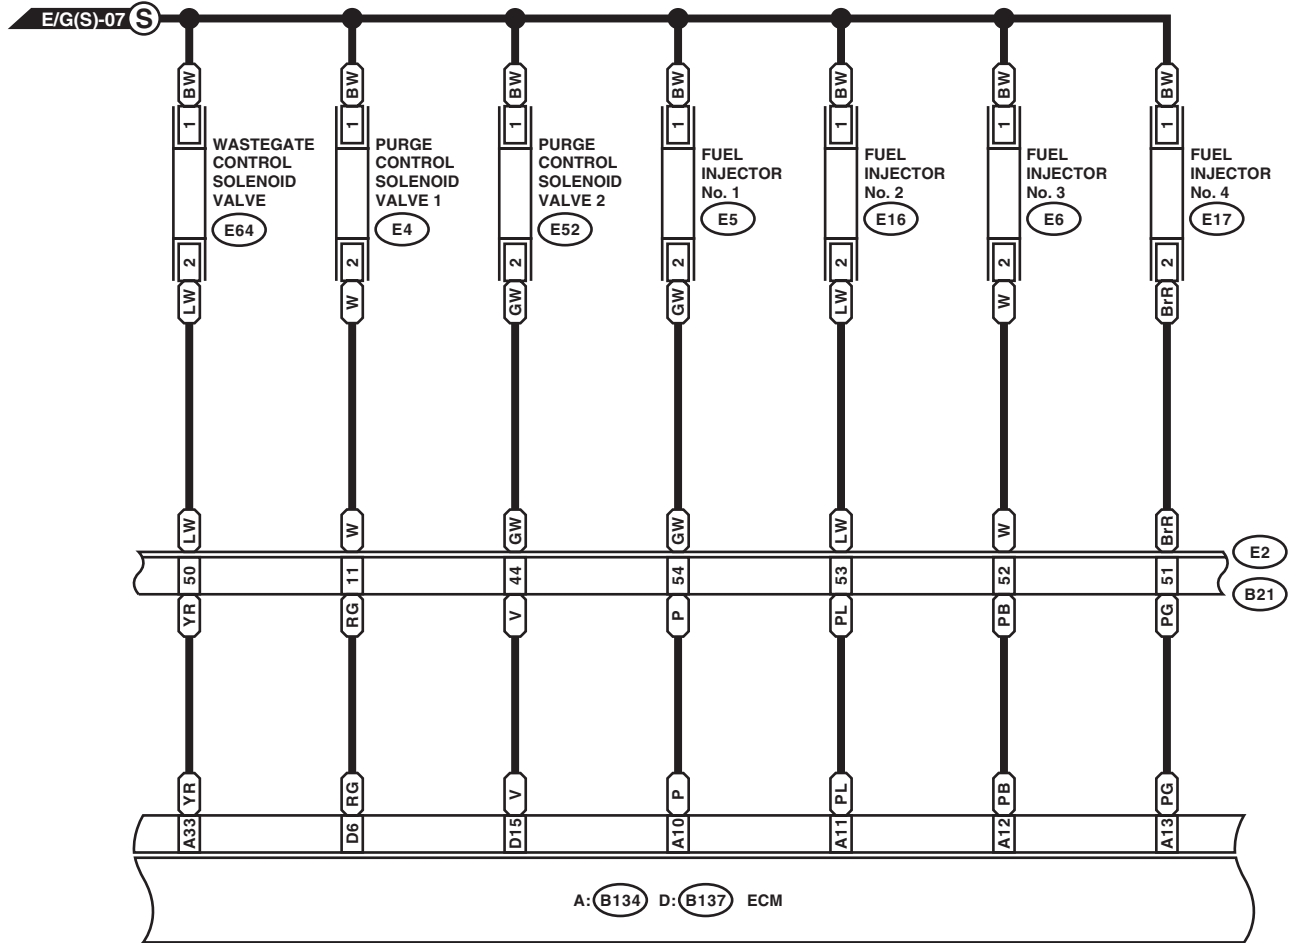 E/G(S)-07 S
BW BW BW BW BW BW BW
1 1 1 1 1 1 1
WASTEGATE
CONTROL
SOLENOID
VALVE
E64
PURGE
CONTROL
SOLENOID
VALVE 1
E4
PURGE
CONTROL
SOLENOID
VALVE 2
E52
FUEL
INJECTOR
No. 1
E5
FUEL
INJECTOR
No. 2
E16
FUEL
INJECTOR
No. 3
E6
FUEL
INJECTOR
No. 4
E17
2 2 2 2 2 2 2
LW W GW GW LW W BrR
LW W GW GW LW W BrR
E2
50 11 44 54 53 52 51
B21
YR RG V P PL PB PG
YR RG V P PL PB PG
A33 D6 D15 A10 A11 A12 A13
A: B134 D: B137 ECM